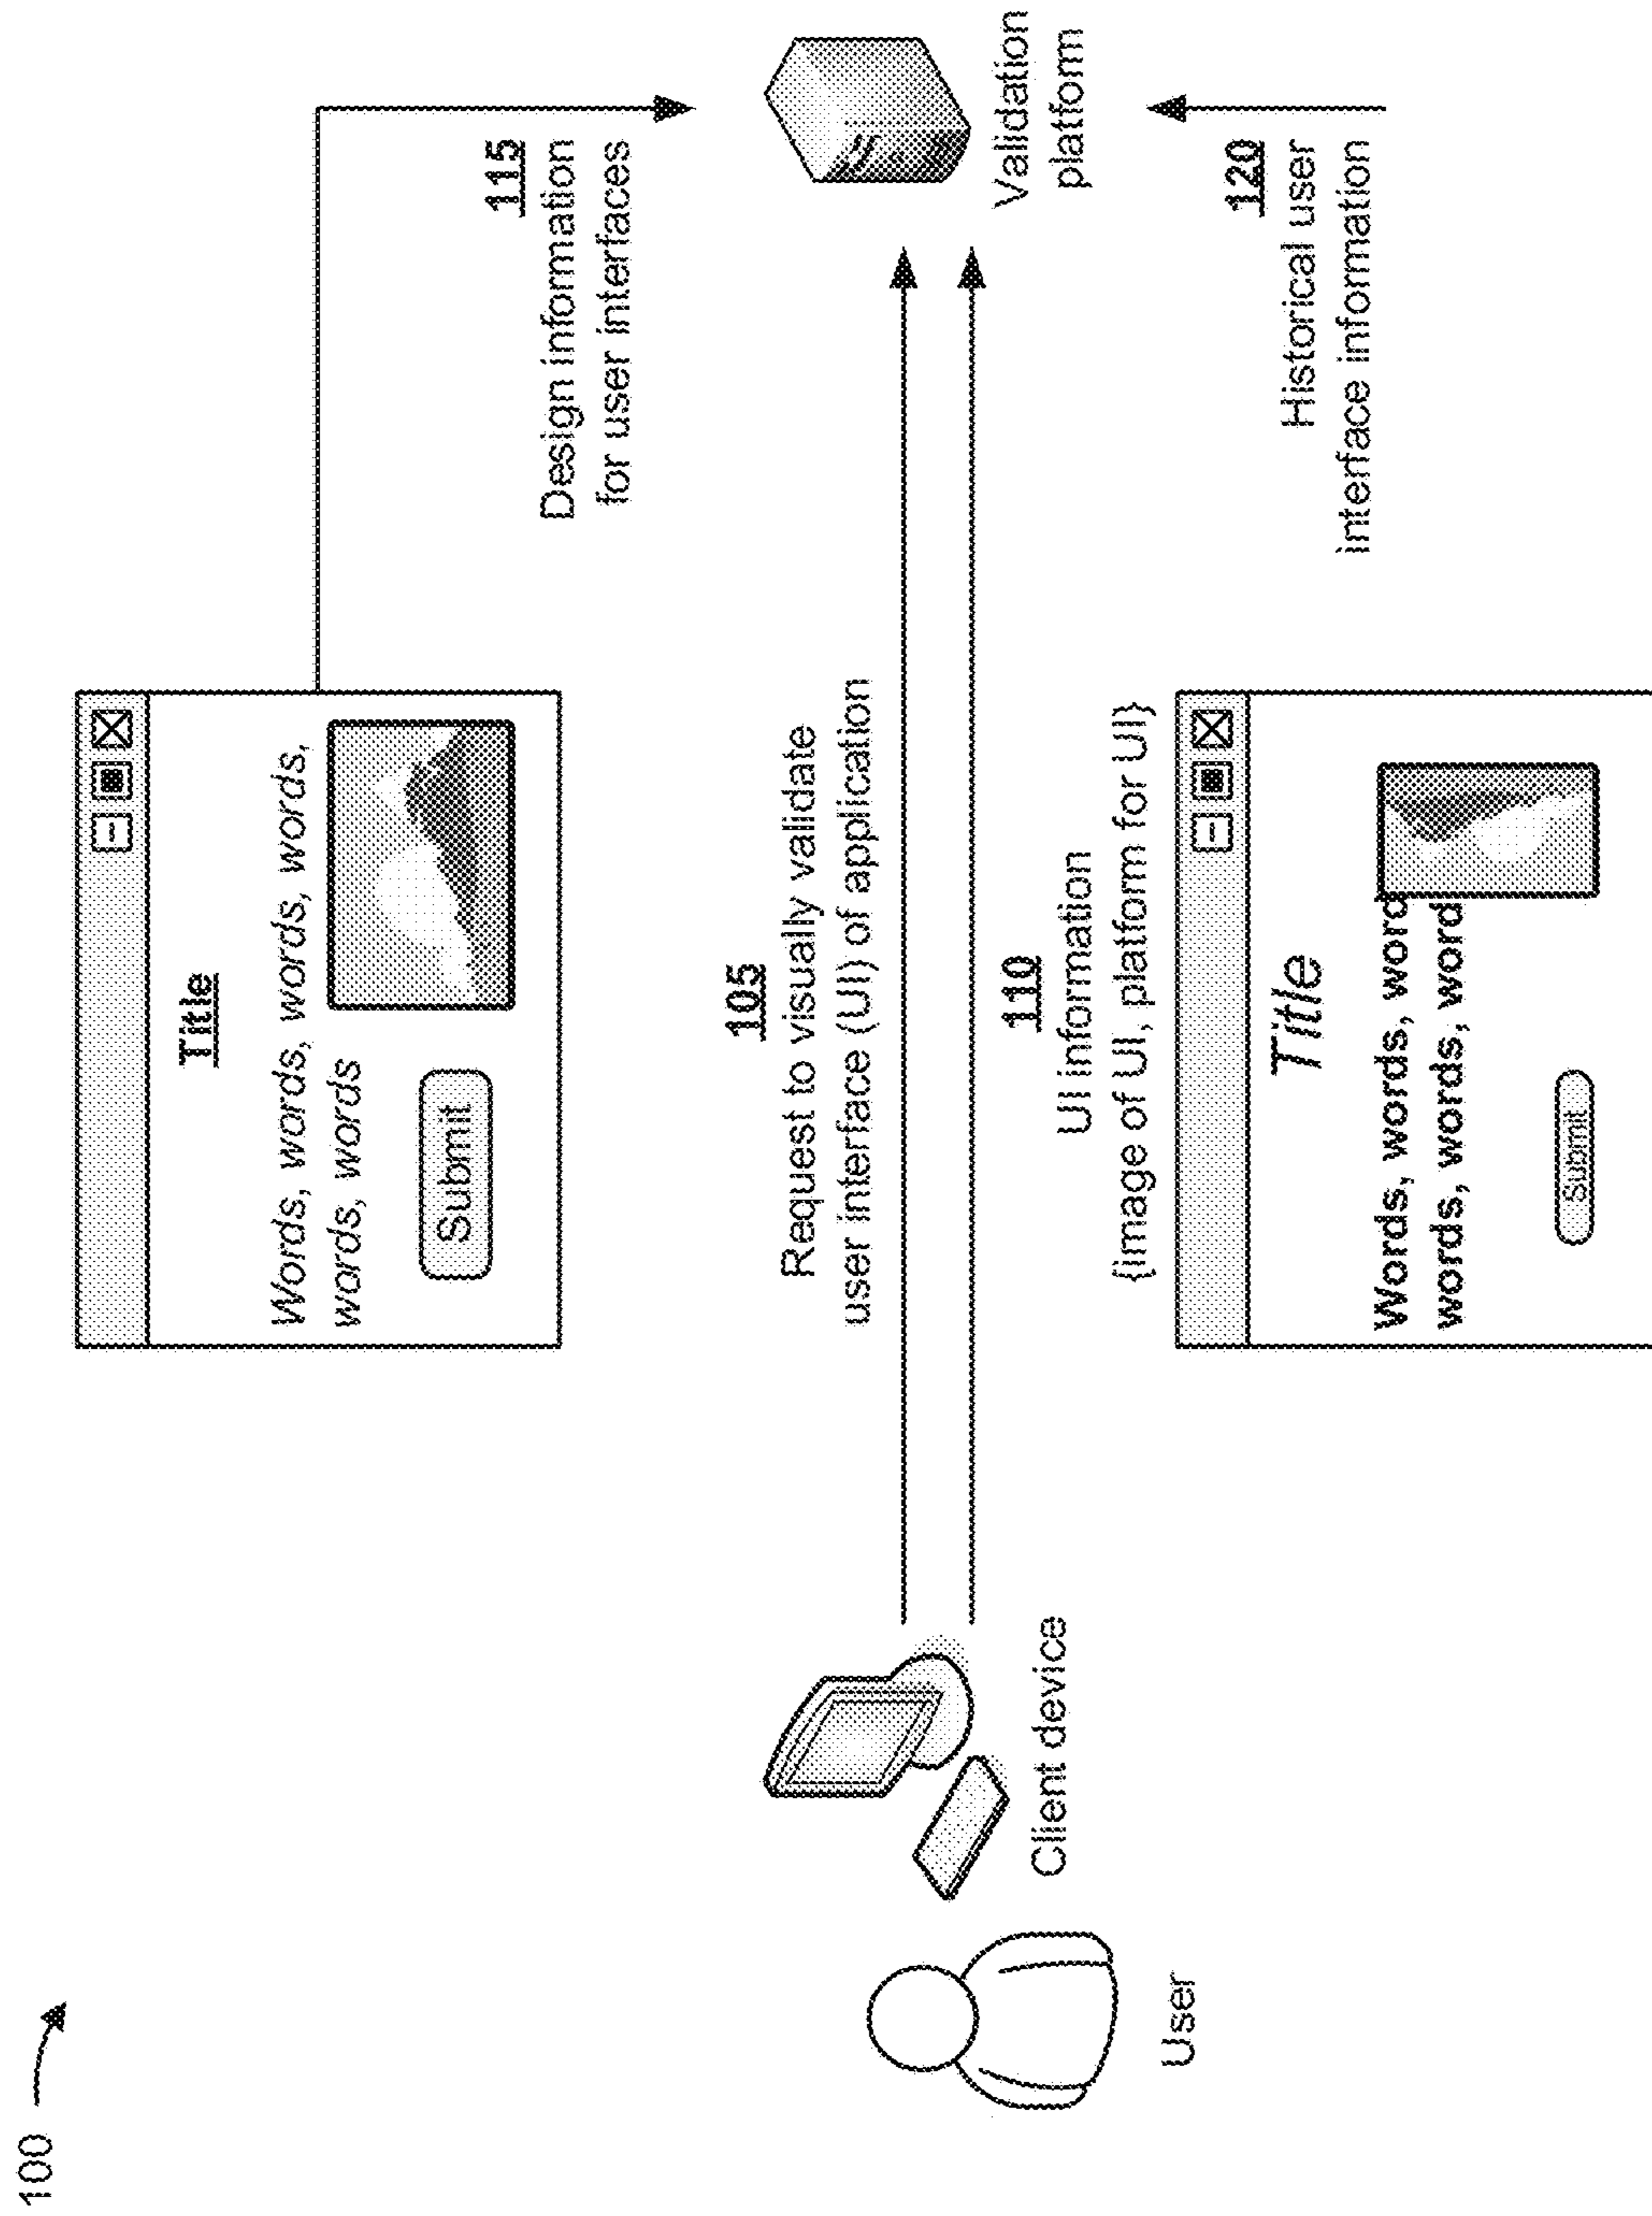 100
Title
Words, words, words, words,
words, words
Submit
115
Design information
for user interfaces
105
Request to visually validate
user interface (UI) of application
Validation
platform
110
UI information
{image of UI, platform for UI}
Client device
User
120
Historical user
interface information
Title
Words, words, word
words, words, word
Submit